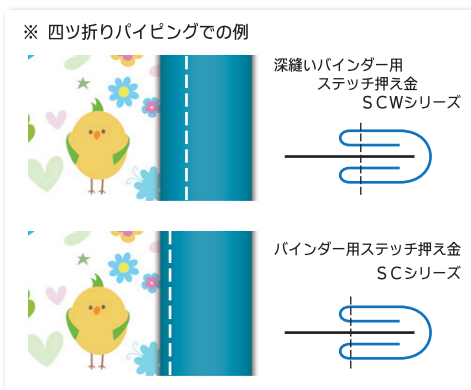 ※ 四ツ折りパイピングでの例
深縫いバインダー用
ステッチ押え金
ＳＣＷシリーズ
バインダー用ステッチ押え金
ＳＣシリーズ